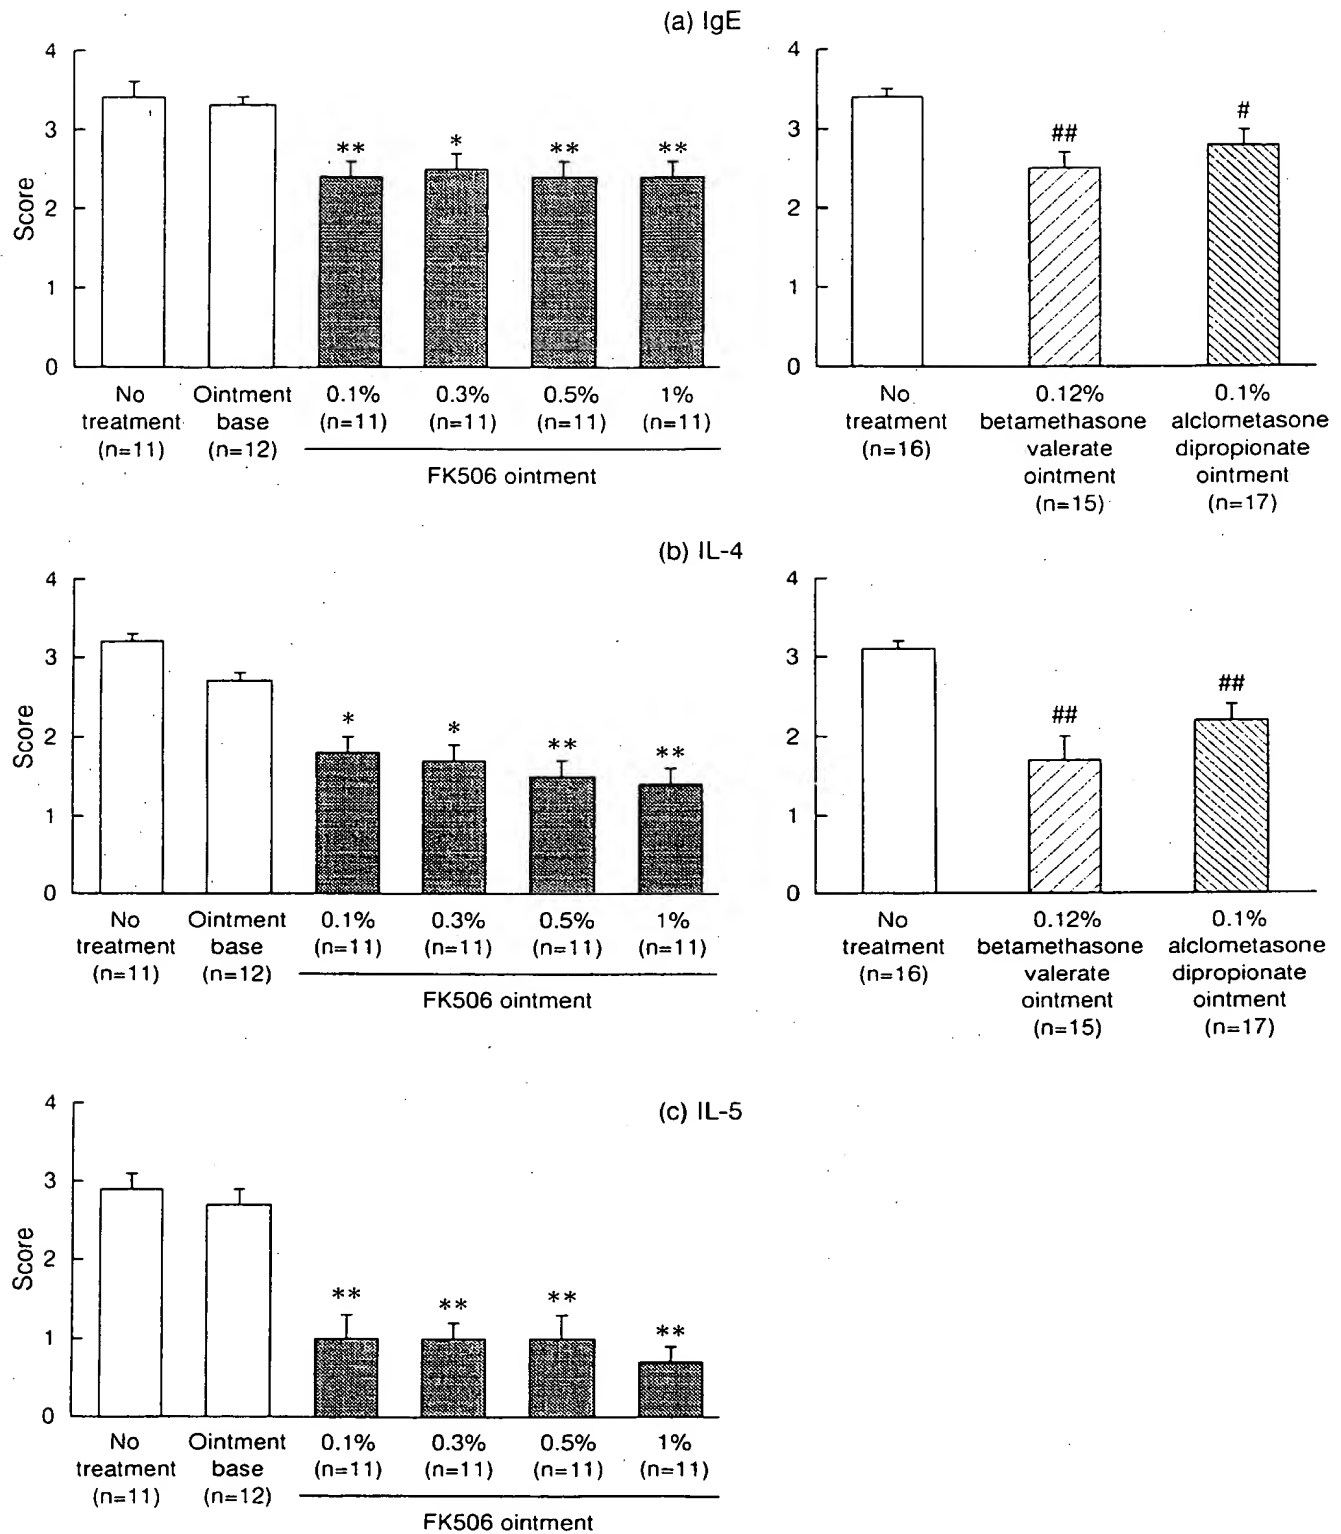 (a) IgE
Score
4
3
2
1
0
** * ** **
No treatment (n=11)
Ointment base (n=12)
0.1% (n=11)
0.3% (n=11)
0.5% (n=11)
1% (n=11)
FK506 ointment
4
3
2
1
0
## #
No treatment (n=16)
0.12% betamethasone valerate ointment (n=15)
0.1% alclometasone dipropionate ointment (n=17)
(b) IL-4
Score
4
3
2
1
0
* * ** **
No treatment (n=11)
Ointment base (n=12)
0.1% (n=11)
0.3% (n=11)
0.5% (n=11)
1% (n=11)
FK506 ointment
4
3
2
1
0
## ##
No treatment (n=16)
0.12% betamethasone valerate ointment (n=15)
0.1% alclometasone dipropionate ointment (n=17)
(c) IL-5
Score
4
3
2
1
0
** ** ** **
No treatment (n=11)
Ointment base (n=12)
0.1% (n=11)
0.3% (n=11)
0.5% (n=11)
1% (n=11)
FK506 ointment